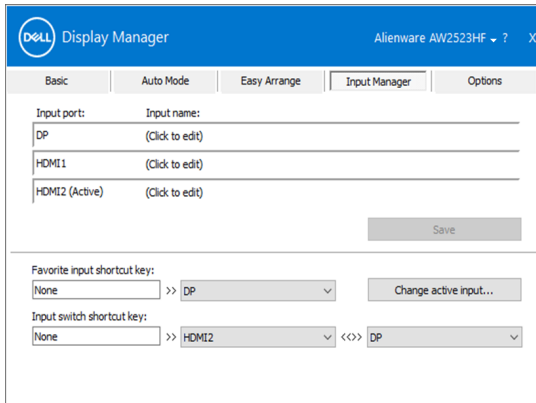 DELL Display Manager Alienware AW2523HF ? X
Basic Auto Mode Easy Arrange Input Manager Options
Input port: Input name:
DP (Click to edit)
HDMI1 (Click to edit)
HDMI2 (Active) (Click to edit)
Save
Favorite input shortcut key:
None >> DP Change active input...
Input switch shortcut key:
None >> HDMI2 <<>> DP